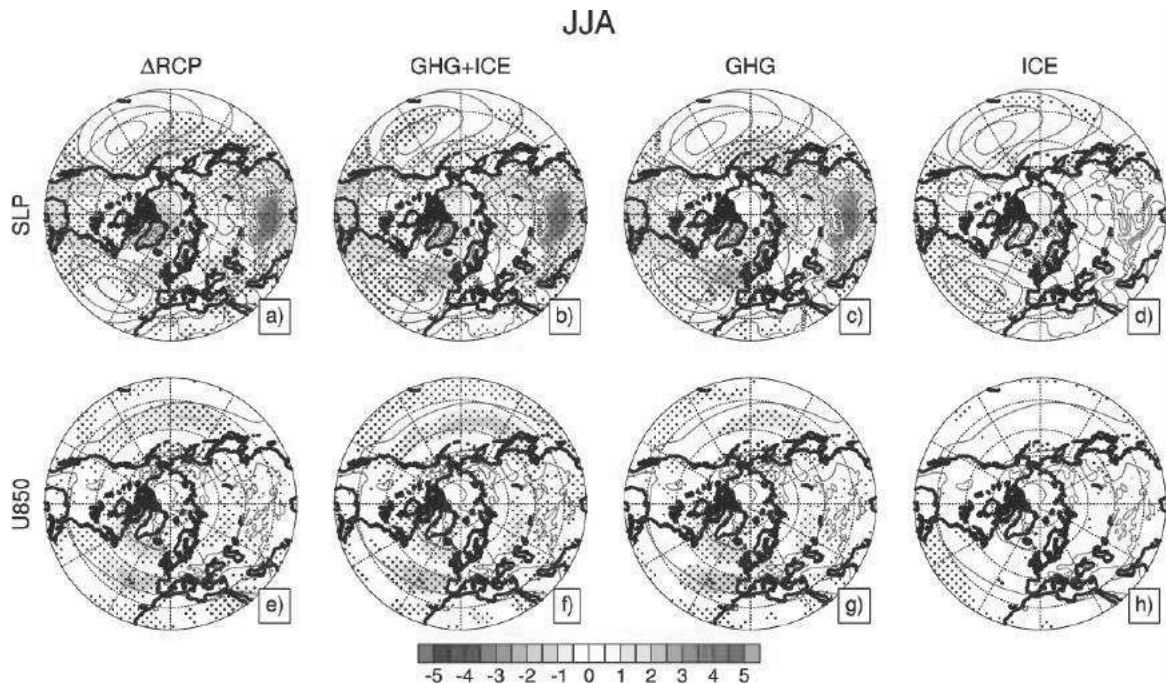 JJA
ΔRCP GHG+ICE GHG ICE
SLP
a) b) c) d)
U850
e) f) g) h)
-5 -4 -3 -2 -1 0 1 2 3 4 5